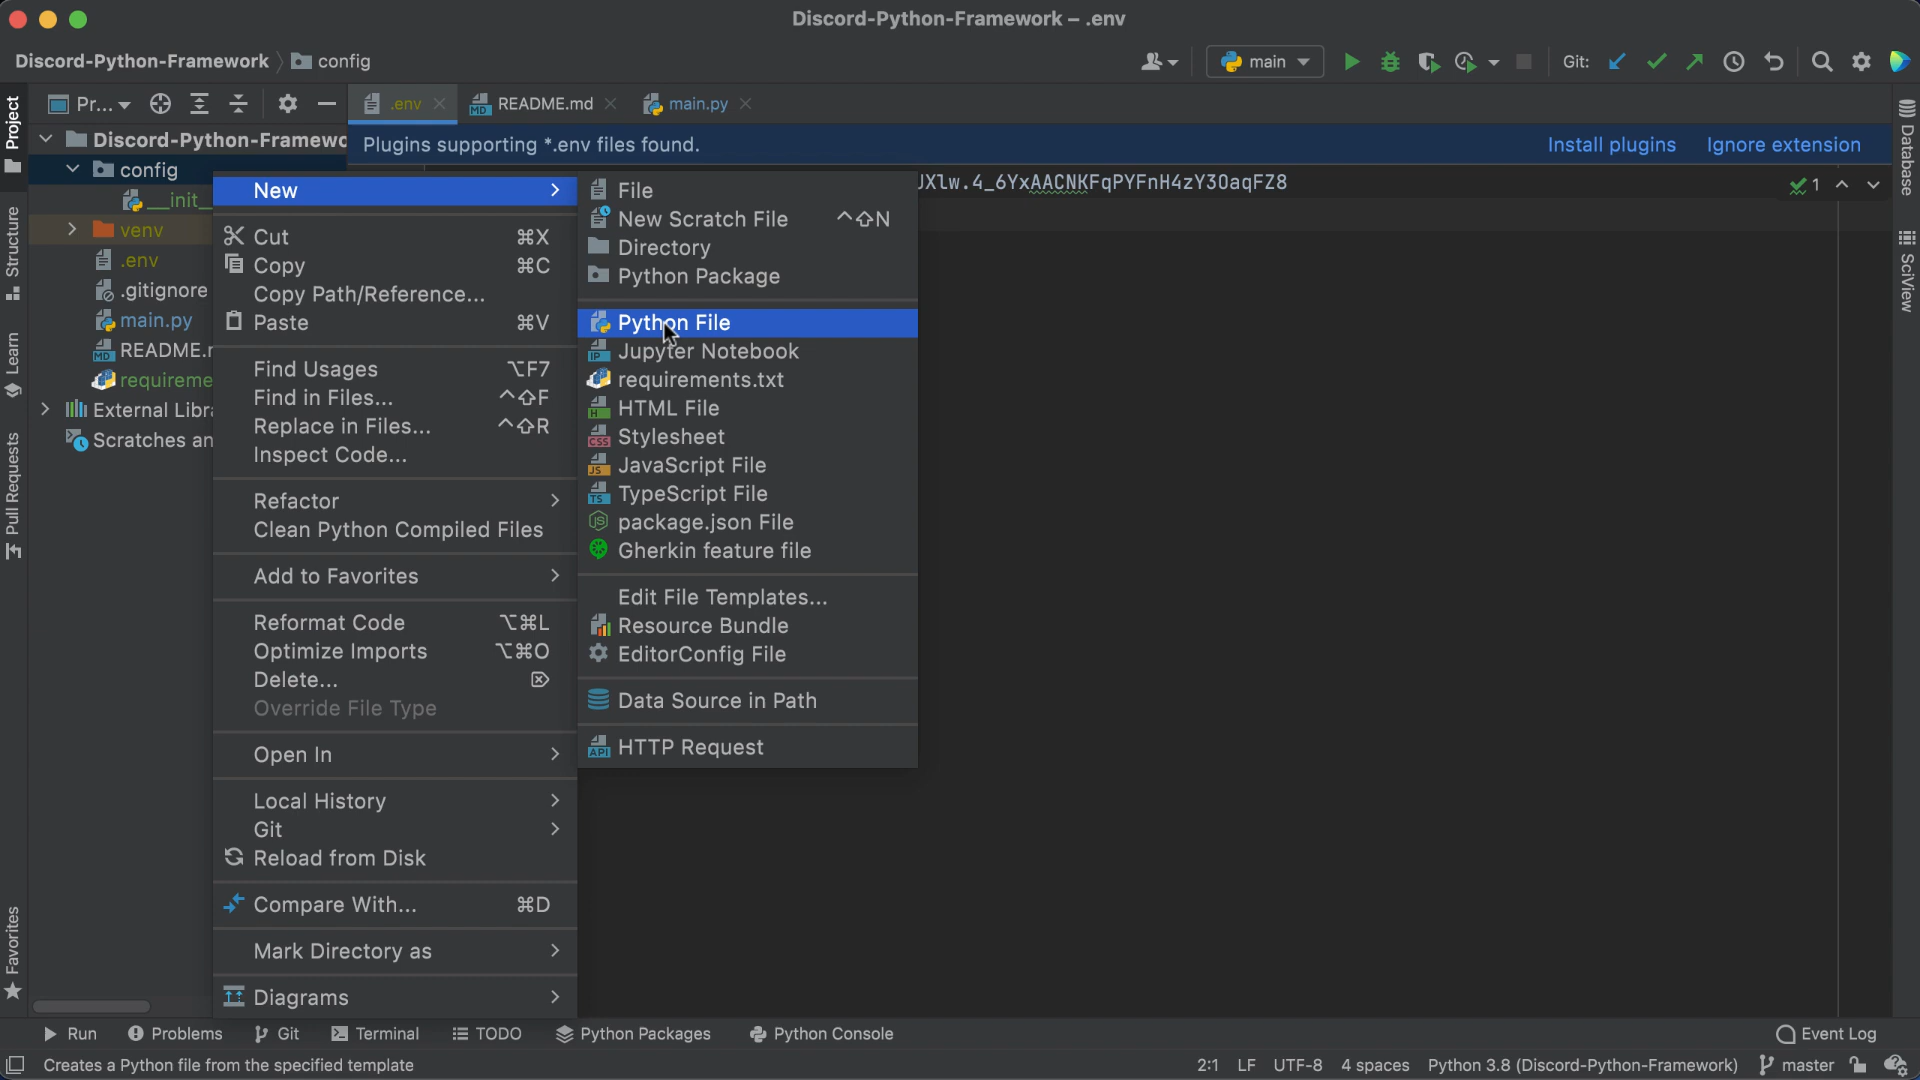 Discord-Python-Framework – .env
Discord-Python-Framework
config
main
Git:
Pr...
.env
README.md
main.py
Project
Structure
Learn
Pull Requests
Favorites
Database
SciView
Discord-Python-Framewo
Plugins supporting *.env files found.
Install plugins
Ignore extension
config
__init_
venv
.env
.gitignore
main.py
README.
requireme
External Libr
Scratches an
1
New
Cut ⌘X
Copy ⌘C
Copy Path/Reference...
Paste ⌘V
Find Usages ⌥F7
Find in Files... ^⇧F
Replace in Files... ^⇧R
Inspect Code...
Refactor
Clean Python Compiled Files
Add to Favorites
Reformat Code ⌥⌘L
Optimize Imports ⌥⌘O
Delete... ⌦
Override File Type
Open In
Local History
Git
Reload from Disk
Compare With... ⌘D
Mark Directory as
Diagrams
File
New Scratch File ^⇧N
Directory
Python Package
Python File
Jupyter Notebook
requirements.txt
HTML File
Stylesheet
JavaScript File
TypeScript File
package.json File
Gherkin feature file
Edit File Templates...
Resource Bundle
EditorConfig File
Data Source in Path
HTTP Request
Run
Problems
Git
Terminal
TODO
Python Packages
Python Console
Event Log
Creates a Python file from the specified template
2:1
LF
UTF-8
4 spaces
Python 3.8 (Discord-Python-Framework)
master